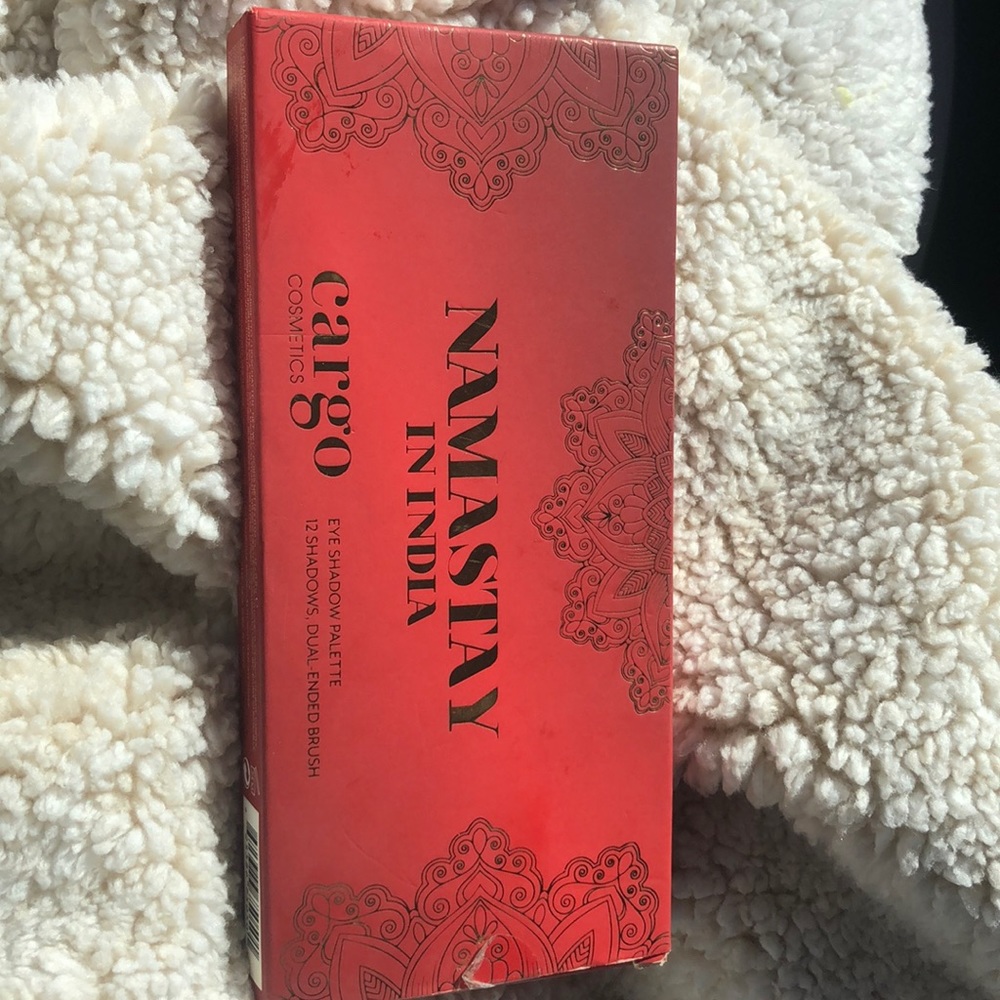 NAMASTAY
IN INDIA
cargo
COSMETICS
EYE SHADOW PALETTE
12 SHADOWS, DUAL-ENDED BRUSH